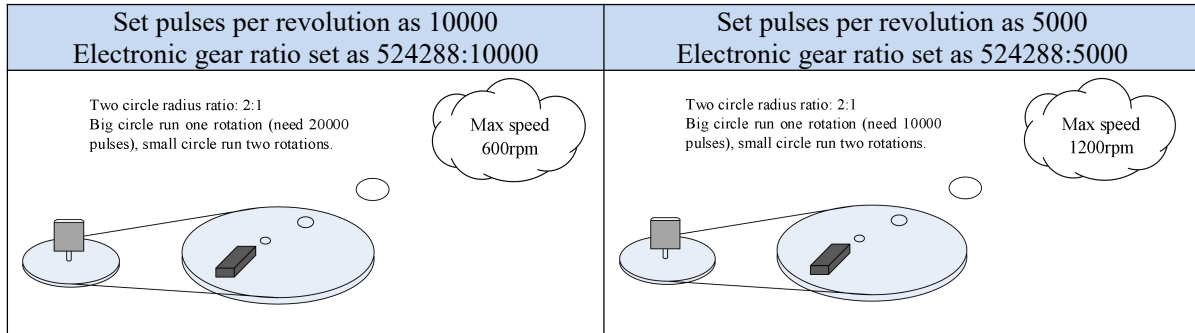 Set pulses per revolution as 10000
Electronic gear ratio set as 524288:10000
Two circle radius ratio: 2:1
Big circle run one rotation (need 20000
pulses), small circle run two rotations.
Max speed
600rpm
Set pulses per revolution as 5000
Electronic gear ratio set as 524288:5000
Two circle radius ratio: 2:1
Big circle run one rotation (need 10000
pulses), small circle run two rotations.
Max speed
1200rpm